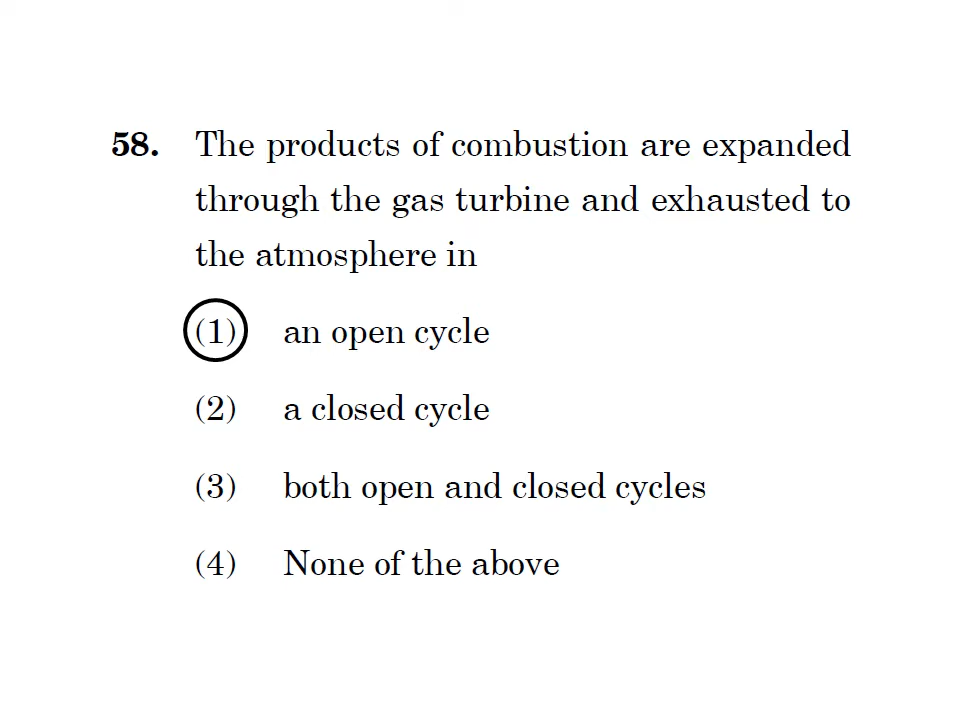 58. The products of combustion are expanded
through the gas turbine and exhausted to
the atmosphere in
(1) an open cycle
(2) a closed cycle
(3) both open and closed cycles
(4) None of the above